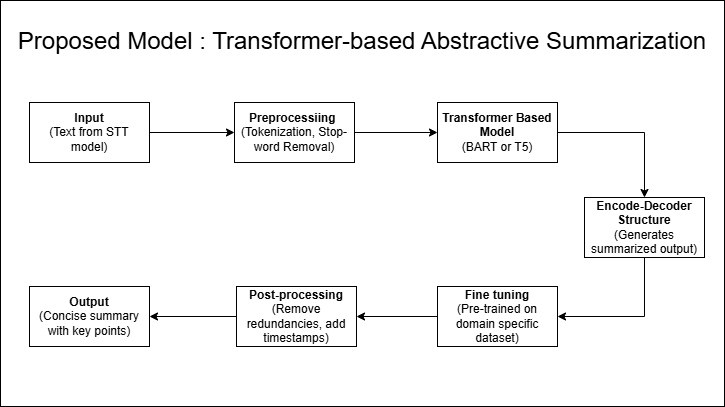 Proposed Model : Transformer-based Abstractive Summarization
Input
(Text from STT
model)
Preprocessiing
(Tokenization, Stop-
word Removal)
Transformer Based
Model
(BART or T5)
Encode-Decoder
Structure
(Generates
summarized output)
Fine tuning
(Pre-trained on
domain specific
dataset)
Post-processing
(Remove
redundancies, add
timestamps)
Output
(Concise summary
with key points)